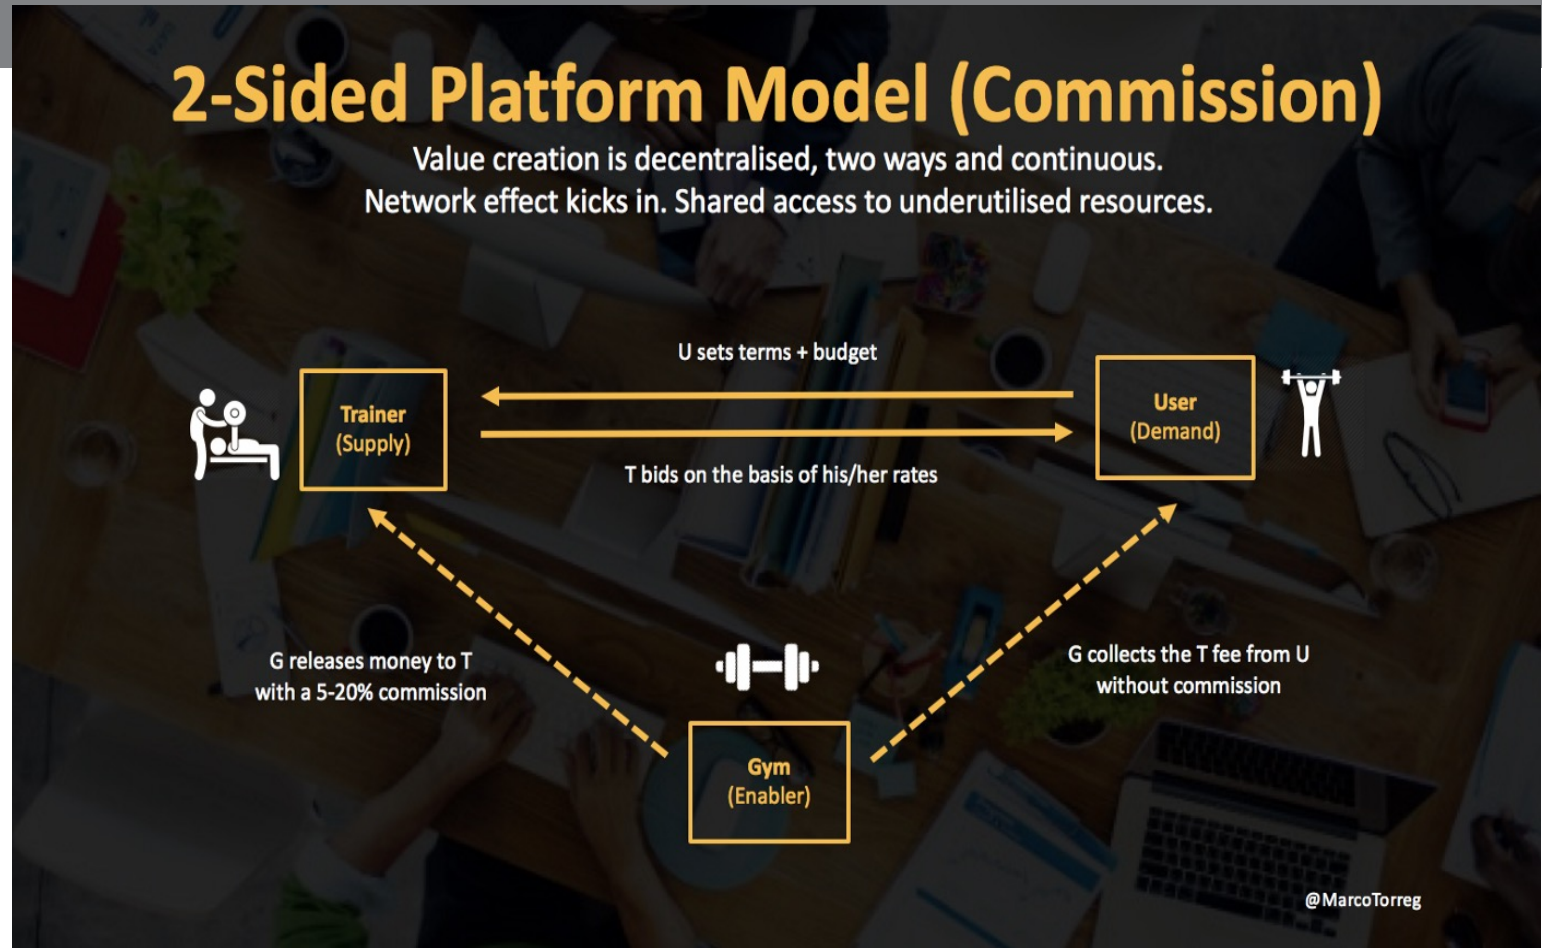 2-Sided Platform Model (Commission)
Value creation is decentralised, two ways and continuous.
Network effect kicks in. Shared access to underutilised resources.
U sets terms + budget
Trainer
(Supply)
User
(Demand)
T bids on the basis of his/her rates
G releases money to T
with a 5-20% commission
G collects the T fee from U
without commission
Gym
(Enabler)
@MarcoTorreg